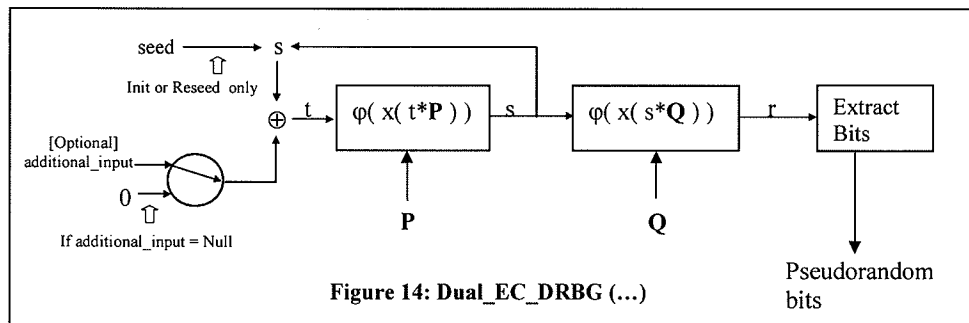 seed
s
Init or Reseed only
t
φ( x( t*P ) )
s
φ( x( s*Q ) )
r
Extract
Bits
[Optional]
additional_input
0
If additional_input = Null
P
Q
Pseudorandom
bits
Figure 14: Dual_EC_DRBG (…)